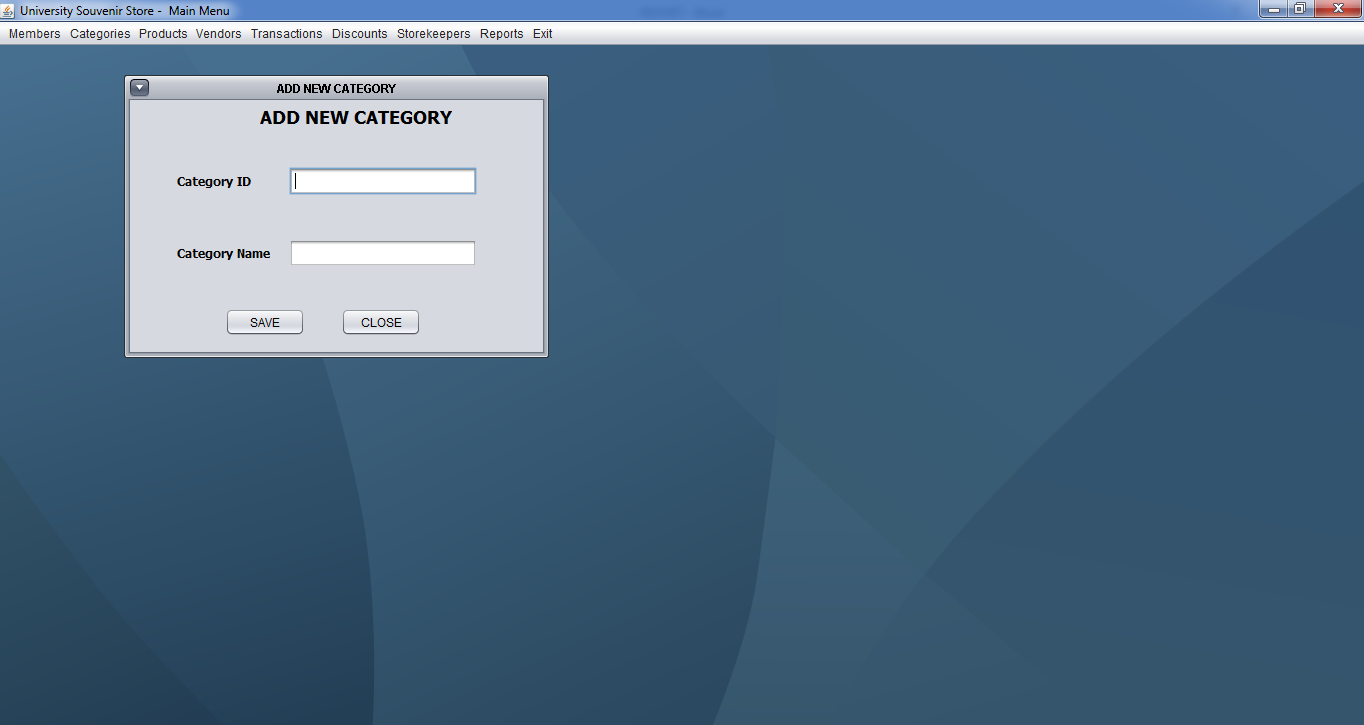 University Souvenir Store -  Main Menu
Members Categories Products Vendors Transactions Discounts Storekeepers Reports Exit
ADD NEW CATEGORY
ADD NEW CATEGORY
Category ID
Category Name
SAVE CLOSE